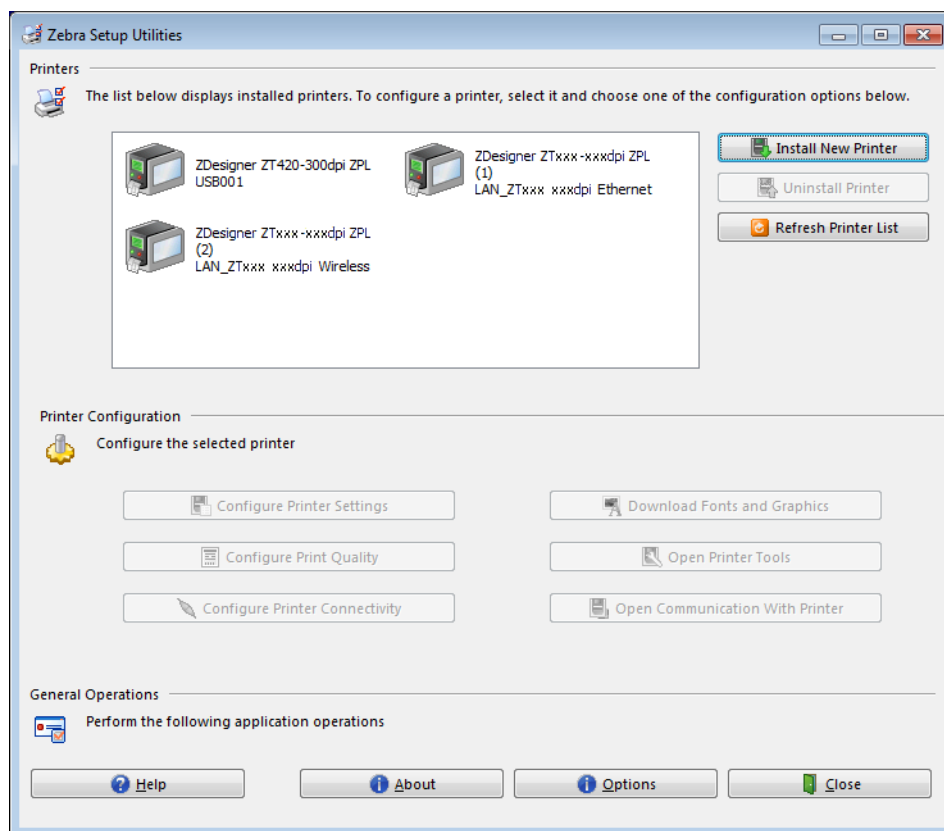 Zebra Setup Utilities
Printers
The list below displays installed printers. To configure a printer, select it and choose one of the configuration options below.
ZDesigner ZT420-300dpi ZPL
USB001
ZDesigner ZTxxx-xxxdpi ZPL
(1)
LAN_ZTxxx xxxdpi Ethernet
ZDesigner ZTxxx-xxxdpi ZPL
(2)
LAN_ZTxxx xxxdpi Wireless
Install New Printer
Uninstall Printer
Refresh Printer List
Printer Configuration
Configure the selected printer
Configure Printer Settings
Download Fonts and Graphics
Configure Print Quality
Open Printer Tools
Configure Printer Connectivity
Open Communication With Printer
General Operations
Perform the following application operations
Help
About
Options
Close